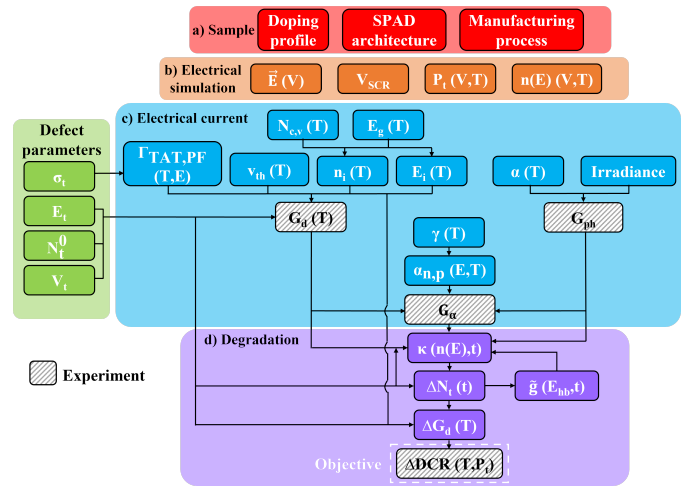 a) Sample
Doping
profile
SPAD
architecture
Manufacturing
process
b) Electrical
simulation
E⃗ (V)
V_SCR
P_t (V,T)
n(E) (V,T)
c) Electrical current
Defect
parameters
σ_t
E_t
N_t^0
V_t
N_c,v (T)
E_g (T)
Γ_TAT,PF
(T,E)
v_th (T)
n_i (T)
E_i (T)
α (T)
Irradiance
G_d (T)
G_ph
γ (T)
α_n,p (E,T)
G_α
d) Degradation
κ (n(E),t)
ΔN_t (t)
g̃ (E_hb,t)
ΔG_d (T)
Experiment
Objective
ΔDCR (T,P_t)